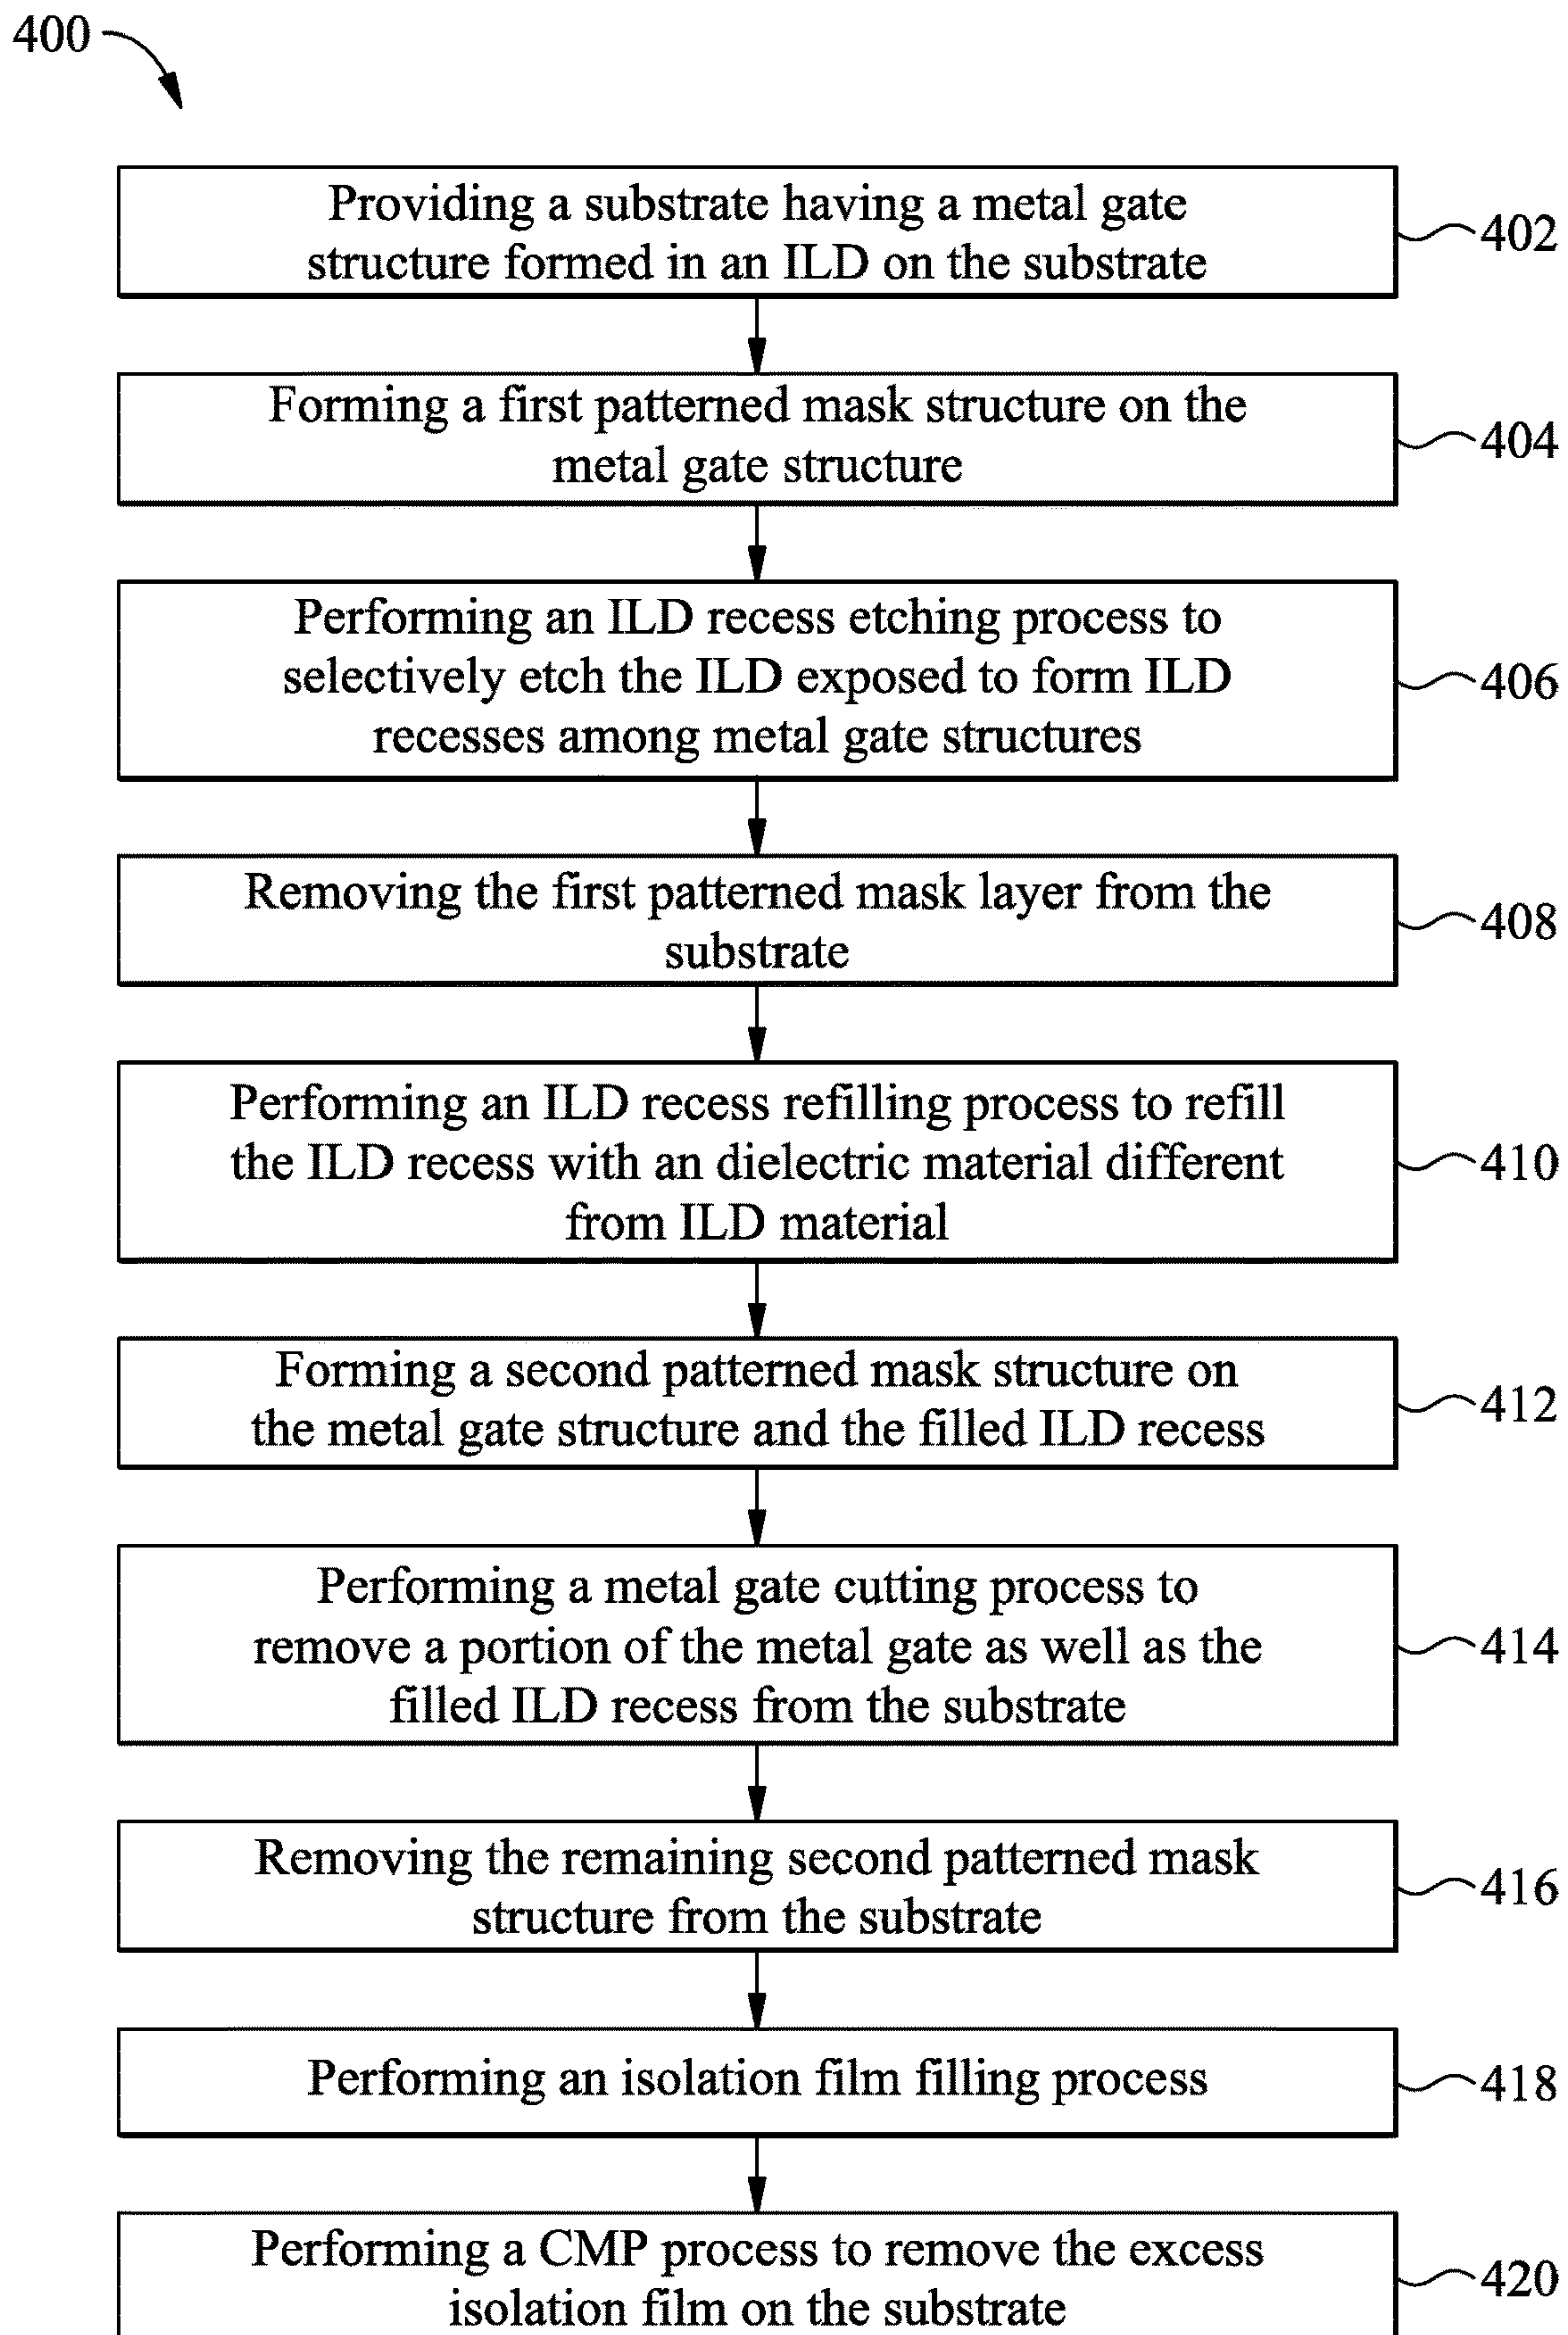 400
Providing a substrate having a metal gate
structure formed in an ILD on the substrate
402
Forming a first patterned mask structure on the
metal gate structure
404
Performing an ILD recess etching process to
selectively etch the ILD exposed to form ILD
recesses among metal gate structures
406
Removing the first patterned mask layer from the
substrate
408
Performing an ILD recess refilling process to refill
the ILD recess with an dielectric material different
from ILD material
410
Forming a second patterned mask structure on
the metal gate structure and the filled ILD recess
412
Performing a metal gate cutting process to
remove a portion of the metal gate as well as the
filled ILD recess from the substrate
414
Removing the remaining second patterned mask
structure from the substrate
416
Performing an isolation film filling process
418
Performing a CMP process to remove the excess
isolation film on the substrate
420